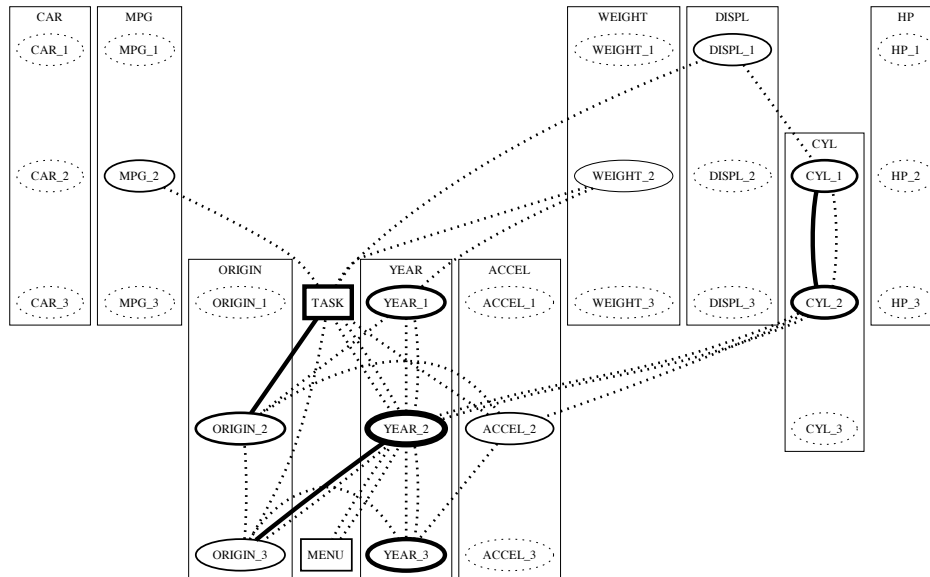 CAR MPG WEIGHT DISPL HP
CAR_1 MPG_1 WEIGHT_1 DISPL_1 HP_1
CYL
CAR_2 MPG_2 WEIGHT_2 DISPL_2 CYL_1 HP_2
ORIGIN YEAR ACCEL
CAR_3 MPG_3 ORIGIN_1 TASK YEAR_1 ACCEL_1 WEIGHT_3 DISPL_3 CYL_2 HP_3
ORIGIN_2 YEAR_2 ACCEL_2 CYL_3
ORIGIN_3 MENU YEAR_3 ACCEL_3